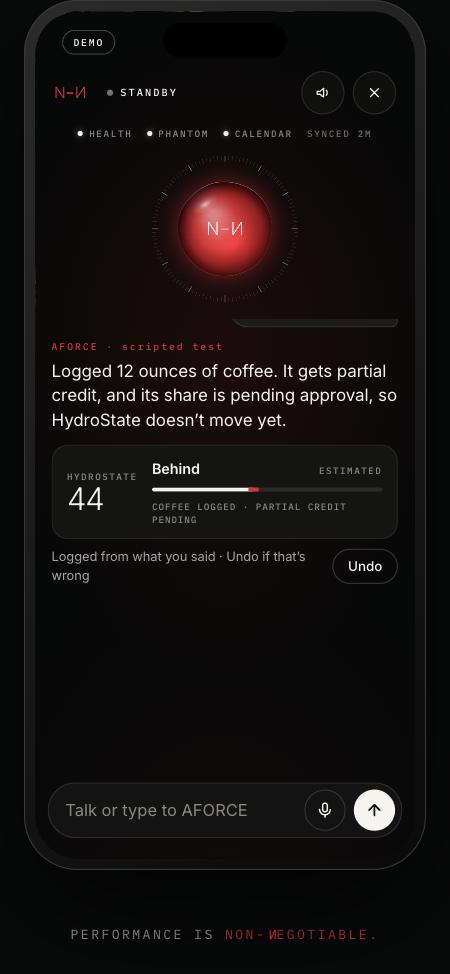 DEMO
N–И STANDBY
HEALTH PHANTOM CALENDAR SYNCED 2M
N–И
AFORCE · scripted test
Logged 12 ounces of coffee. It gets partial
credit, and its share is pending approval, so
HydroState doesn’t move yet.
HYDROSTATE
44
Behind
ESTIMATED
COFFEE LOGGED · PARTIAL CREDIT
PENDING
Logged from what you said · Undo if that’s
wrong
Undo
Talk or type to AFORCE
PERFORMANCE IS NON-ИEGOTIABLE.